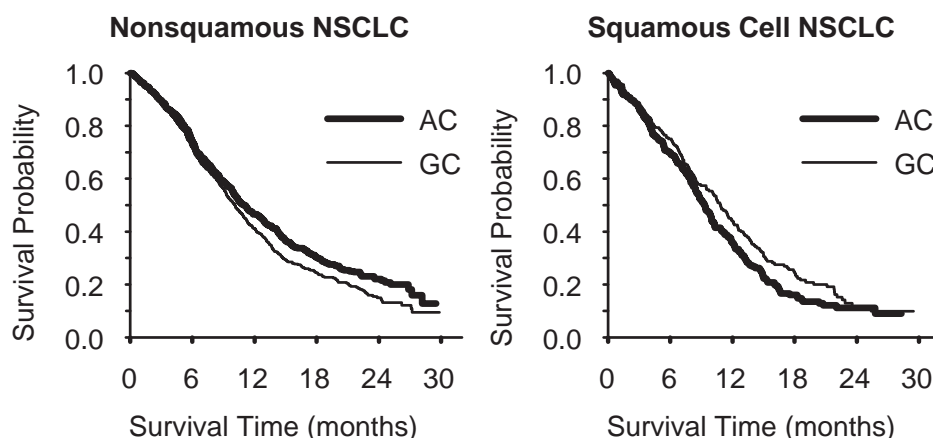 Nonsquamous NSCLC
Survival Probability
1.0
0.8
0.6
0.4
0.2
0.0
AC
GC
0 6 12 18 24 30
Survival Time (months)
Squamous Cell NSCLC
Survival Probability
1.0
0.8
0.6
0.4
0.2
0.0
AC
GC
0 6 12 18 24 30
Survival Time (months)